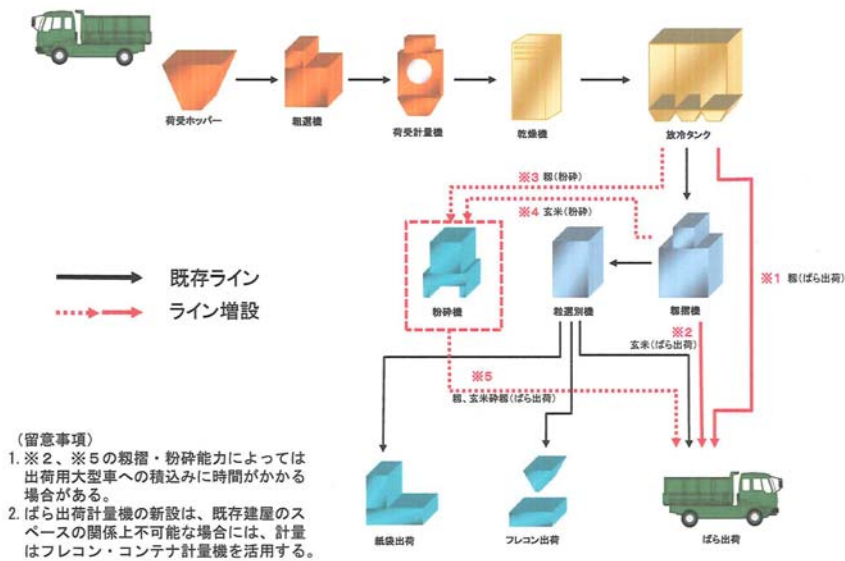 荷受ホッパー
粗選機
荷受計量機
乾燥機
放冷タンク
※3 籾(粉砕)
※4 玄米(粉砕)
※1 籾(ばら出荷)
既存ライン
ライン増設
粉砕機
粒選別機
籾摺機
※2
玄米(ばら出荷)
※5
籾、玄米砕籾(ばら出荷)
(留意事項)
1. ※2、※5の籾摺・粉砕能力によっては
出荷用大型車への積込みに時間がかかる
場合がある。
2. ばら出荷計量機の新設は、既存建屋のス
ペースの関係上不可能な場合には、計量
はフレコン・コンテナ計量機を活用する。
紙袋出荷
フレコン出荷
ばら出荷